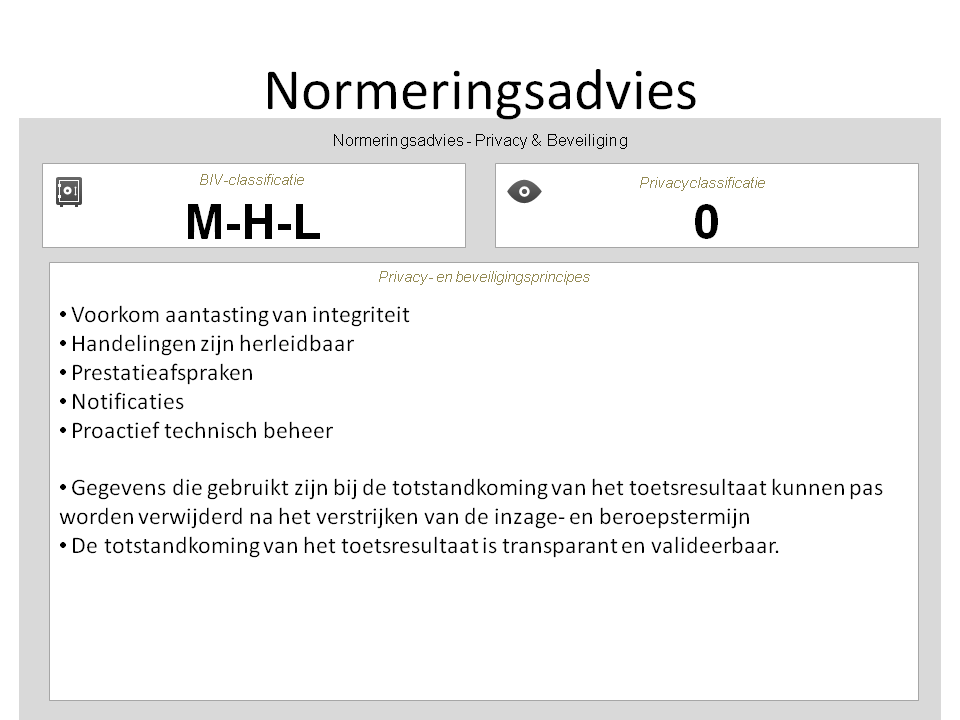 Normeringsadvies
Normeringsadvies - Privacy & Beveiliging
BIV-classificatie
M-H-L
Privacyclassificatie
0
Privacy- en beveiligingsprincipes
• Voorkom aantasting van integriteit
• Handelingen zijn herleidbaar
• Prestatieafspraken
• Notificaties
• Proactief technisch beheer
• Gegevens die gebruikt zijn bij de totstandkoming van het toetsresultaat kunnen pas
worden verwijderd na het verstrijken van de inzage- en beroepstermijn
• De totstandkoming van het toetsresultaat is transparant en valideerbaar.